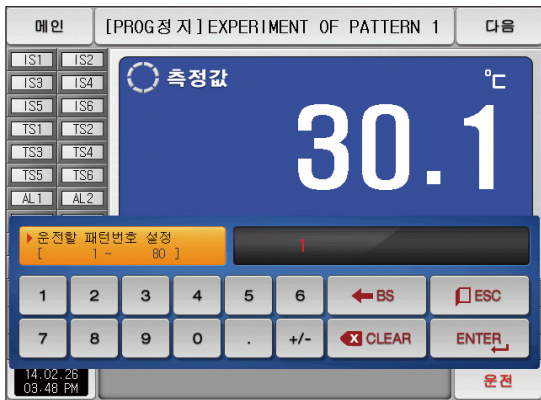 메인
[PROG정지]EXPERIMENT OF PATTERN 1
다음
IS1 IS2
IS3 IS4
IS5 IS6
TS1 TS2
TS3 TS4
TS5 TS6
AL1 AL2
측정값
℃
30.1
운전할 패턴번호 설정
[ 1 ~ 80 ]
1
1 2 3 4 5 6 BS ESC
7 8 9 0 . +/- CLEAR ENTER
14.02.26
03:48 PM
운전